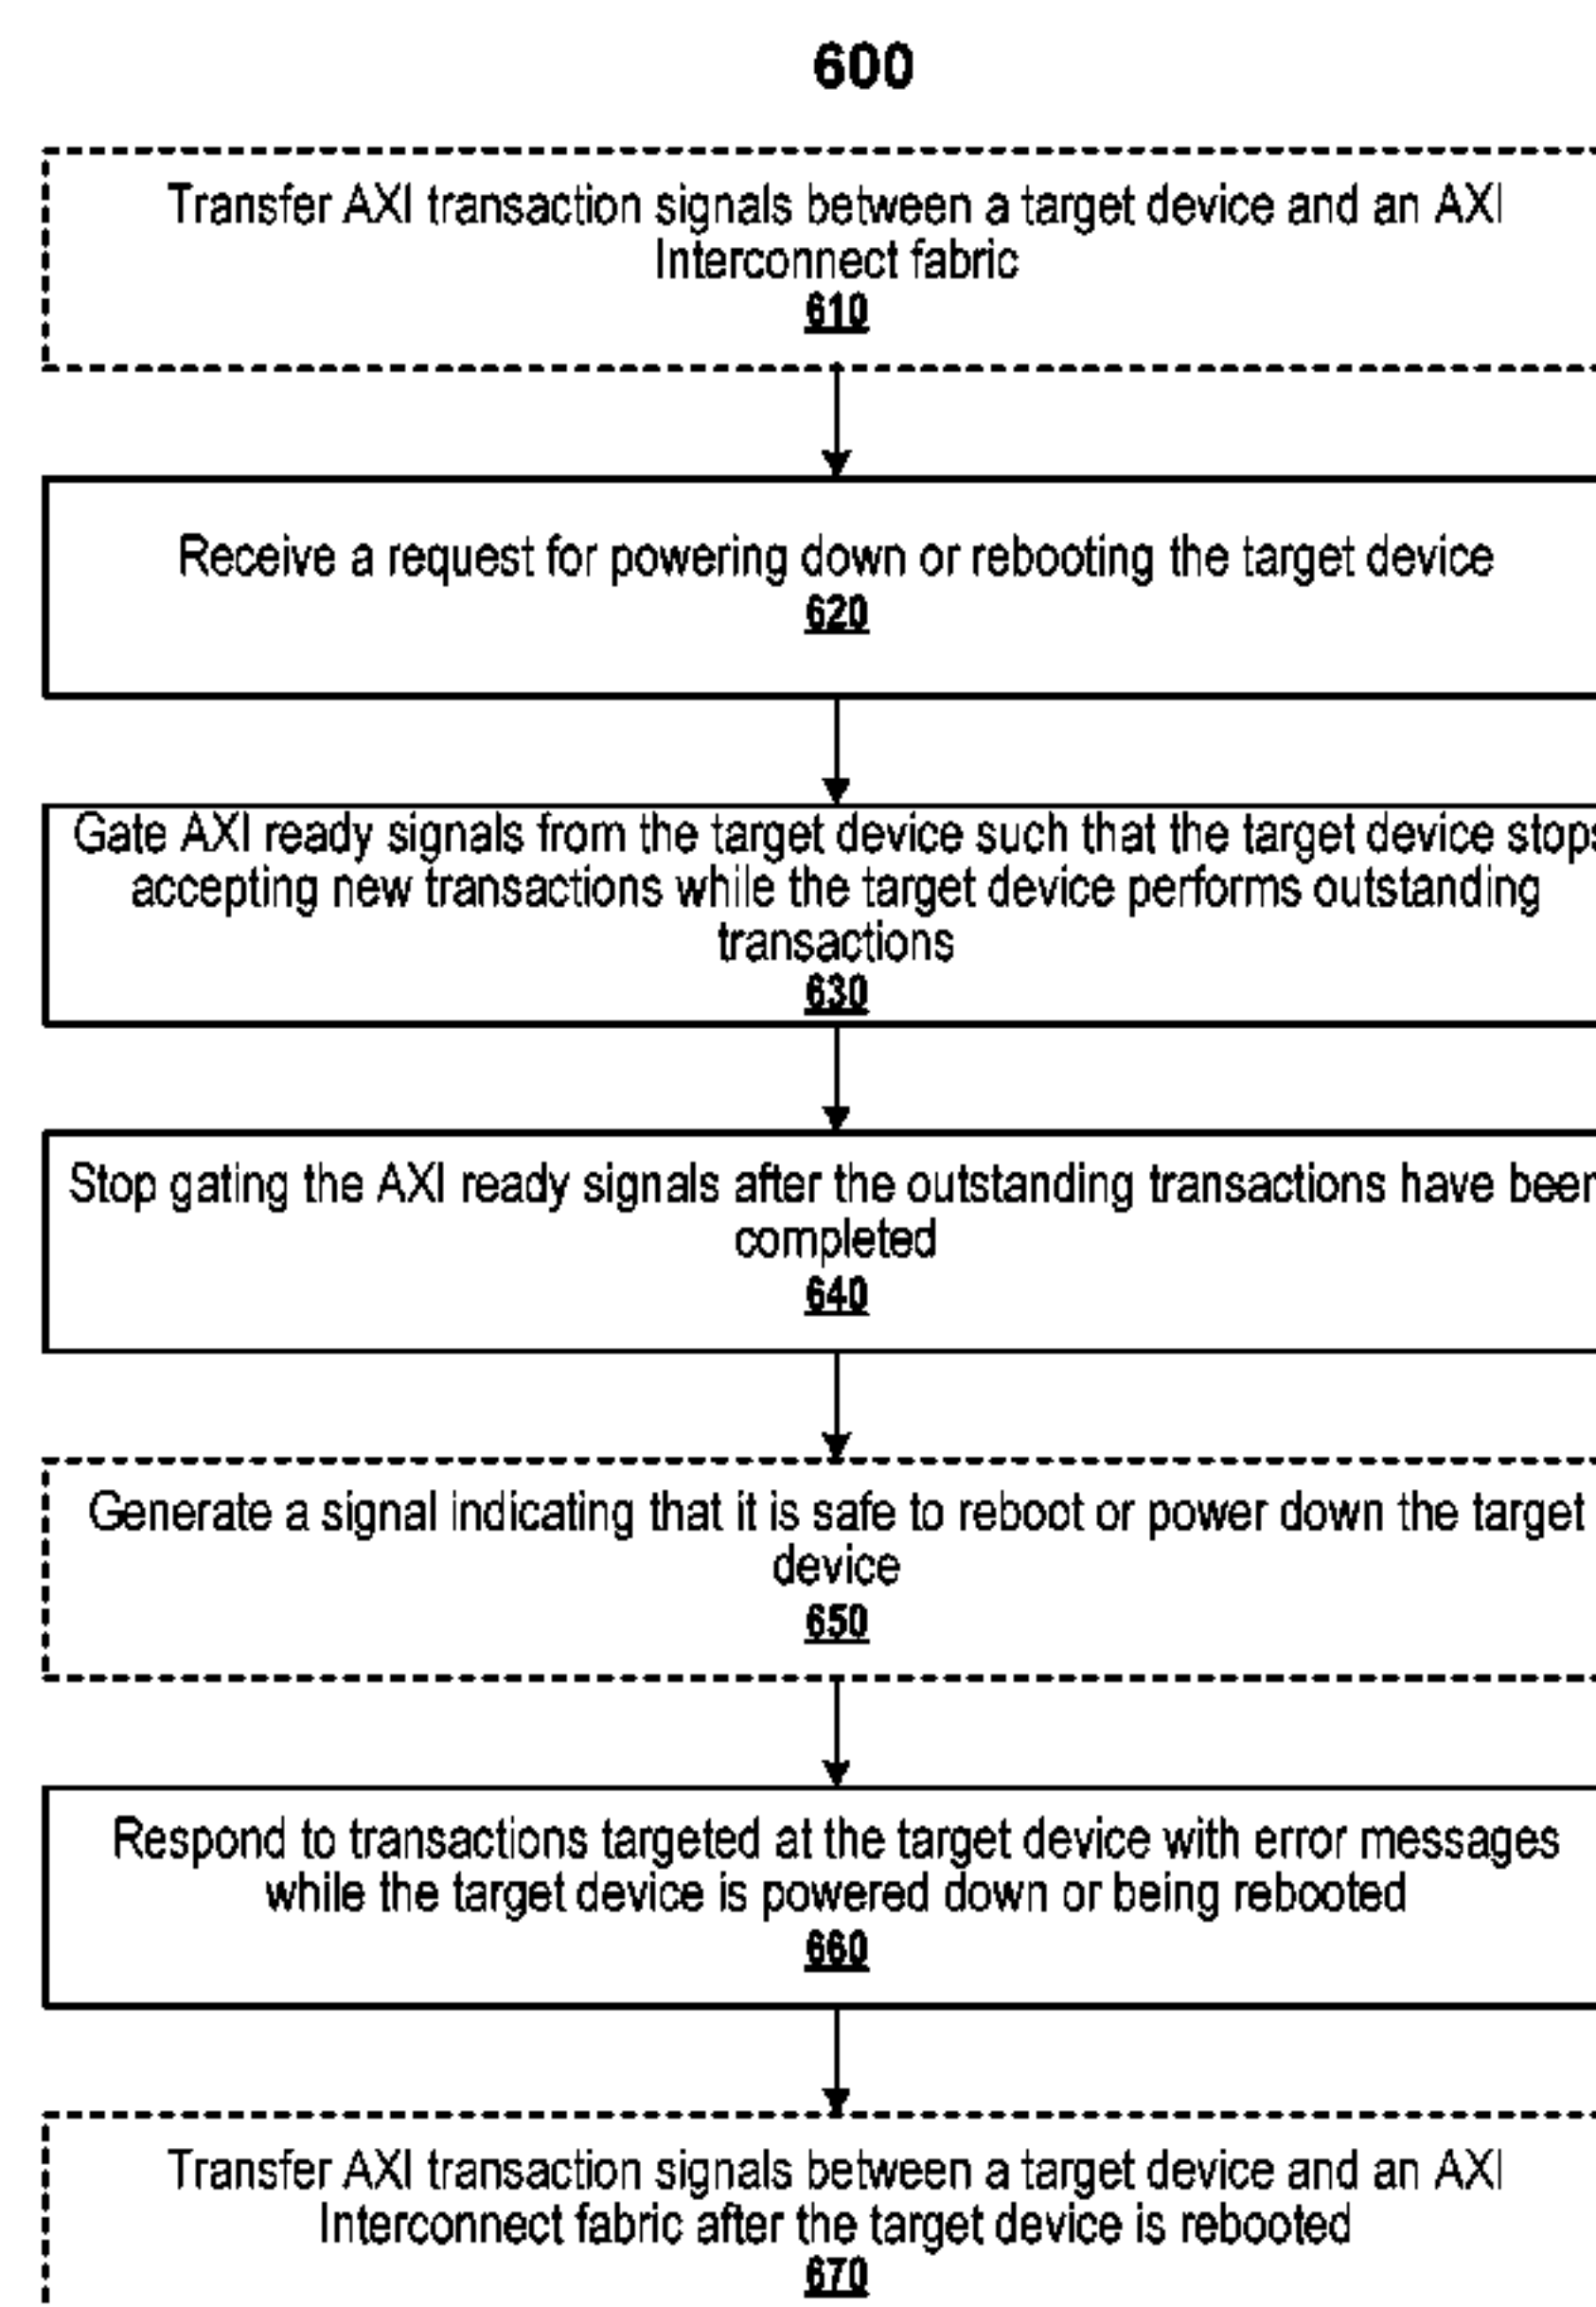 600
Transfer AXI transaction signals between a target device and an AXI
Interconnect fabric
610
Receive a request for powering down or rebooting the target device
620
Gate AXI ready signals from the target device such that the target device stops
accepting new transactions while the target device performs outstanding
transactions
630
Stop gating the AXI ready signals after the outstanding transactions have been
completed
640
Generate a signal indicating that it is safe to reboot or power down the target
device
650
Respond to transactions targeted at the target device with error messages
while the target device is powered down or being rebooted
660
Transfer AXI transaction signals between a target device and an AXI
Interconnect fabric after the target device is rebooted
670